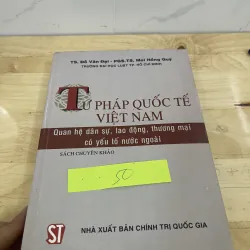 TS. Đỗ Văn Đại - PGS.TS. Mai Hồng Quỳ
TRƯỜNG ĐẠI HỌC LUẬT TP. HỒ CHÍ MINH
TƯ PHÁP QUỐC TẾ
VIỆT NAM
Quan hệ dân sự, lao động, thương mại
có yếu tố nước ngoài
SÁCH CHUYÊN KHẢO
50
ST
NHÀ XUẤT BẢN CHÍNH TRỊ QUỐC GIA